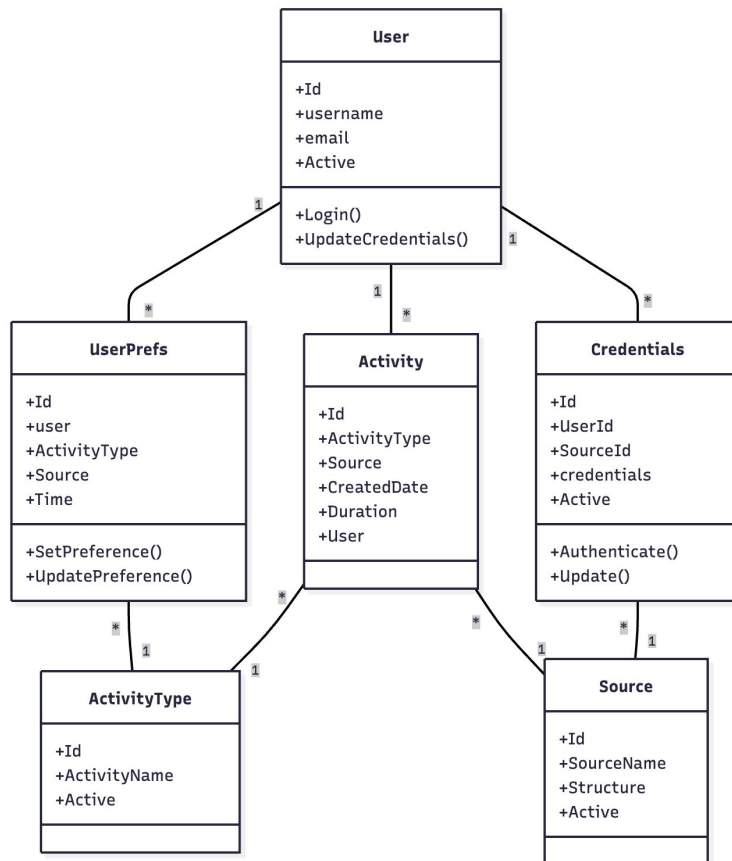 User
+Id
+username
+email
+Active
+Login()
+UpdateCredentials()
1
1
1
*
*
*
UserPrefs
+Id
+user
+ActivityType
+Source
+Time
+SetPreference()
+UpdatePreference()
Activity
+Id
+ActivityType
+Source
+CreatedDate
+Duration
+User
Credentials
+Id
+UserId
+SourceId
+credentials
+Active
+Authenticate()
+Update()
*
1
*
1
*
1
*
1
ActivityType
+Id
+ActivityName
+Active
Source
+Id
+SourceName
+Structure
+Active